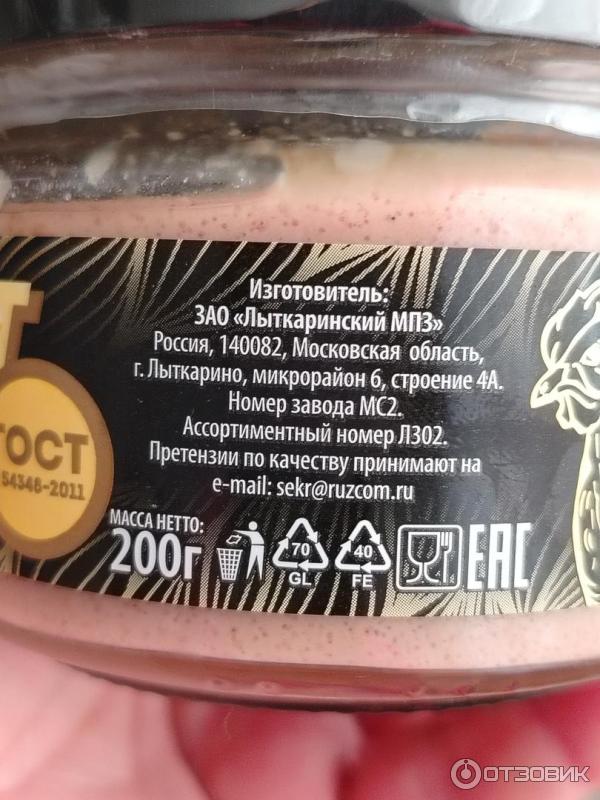 Изготовитель:
ЗАО «Лыткаринский МПЗ»
Россия, 140082, Московская область,
г. Лыткарино, микрорайон 6, строение 4А.
Номер завода МС2.
Ассортиментный номер Л302.
Претензии по качеству принимают на
e-mail: sekr@ruzcom.ru
ГОСТ
54348-2011
МАССА НЕТТО:
200г
70
GL
40
FE
EAC
ОТЗОВИК